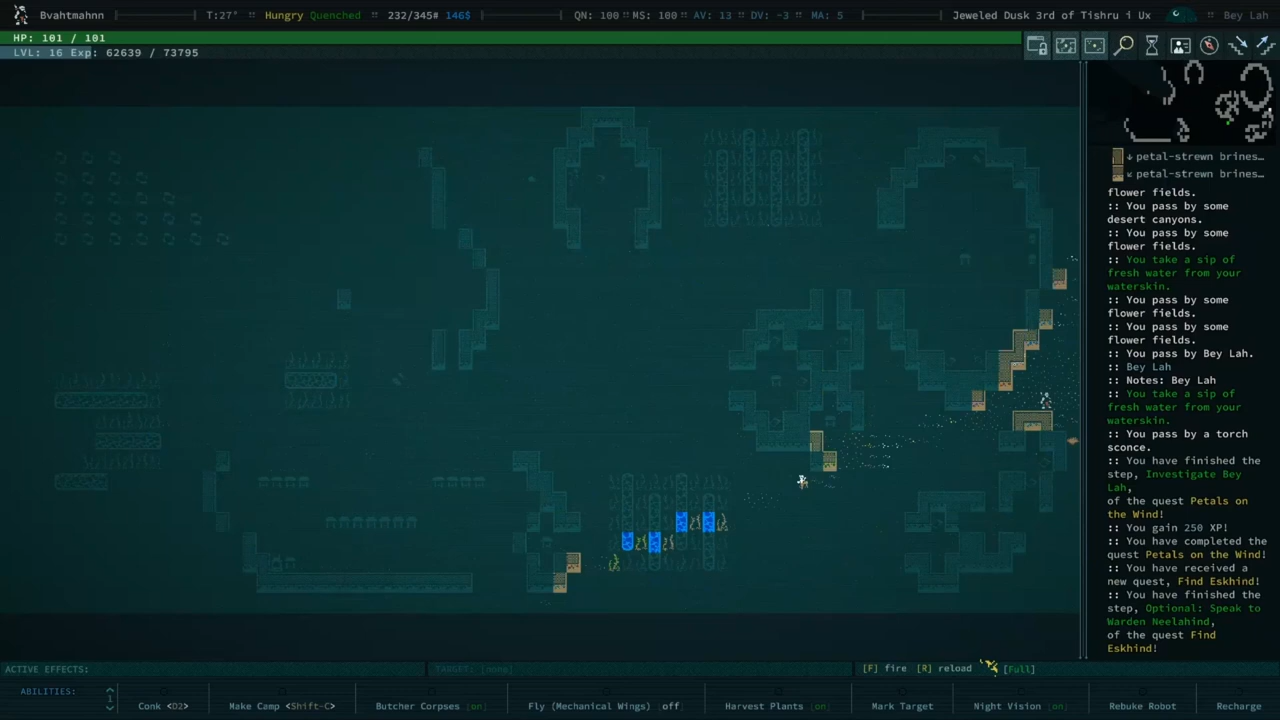 Bvahtmahn T:27° :: Hungry Quenched :: 232/345# 146$ QN: 100 :: MS: 100 :: AV: 13 :: DV: -3 :: MA: 5 Jeweled Dusk 3rd of Tishru i Ux :: Bey Lah
HP: 101 / 101
LVL: 16 Exp: 62639 / 73795
petal-strewn brines…
petal-strewn brines…
flower fields.
:: You pass by some
desert canyons.
:: You pass by some
flower fields.
:: You take a sip of
fresh water from your
waterskin.
:: You pass by some
flower fields.
:: You pass by some
flower fields.
:: You pass by Bey Lah.
:: Bey Lah
:: Notes: Bey Lah
:: You take a sip of
fresh water from your
waterskin.
:: You pass by a torch
sconce.
:: You have finished the
step, Investigate Bey
Lah,
of the quest Petals on
the Wind!
:: You gain 250 XP!
:: You have completed the
quest Petals on the Wind!
:: You have received a
new quest, Find Eskhind!
:: You have finished the
step, Optional: Speak to
Warden Neelahind,
of the quest Find
Eskhind!
ACTIVE EFFECTS: TARGET: [none] [F] fire [R] reload [Full]
ABILITIES: 1 Conk <O2> Make Camp <Shift-C> Butcher Corpses [on] Fly (Mechanical Wings) off Harvest Plants [on] Mark Target Night Vision [on] Rebuke Robot Recharge